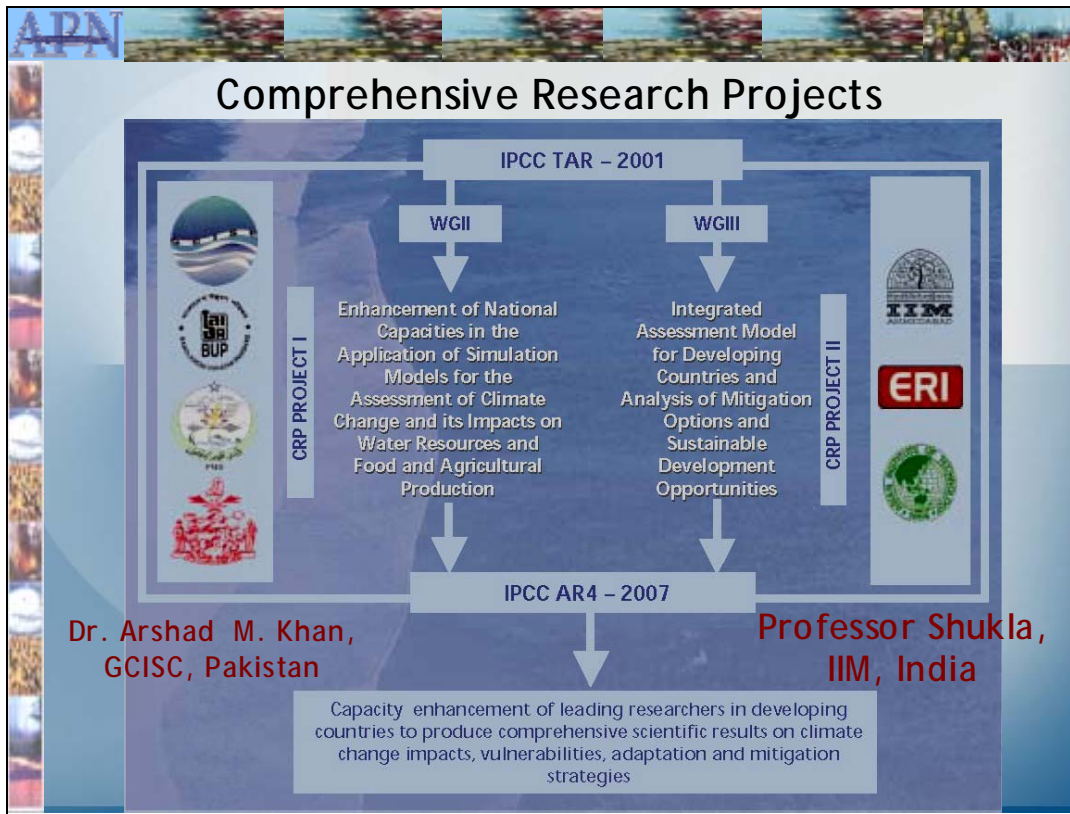 APN
Comprehensive Research Projects
IPCC TAR – 2001
WGII
WGIII
CRP PROJECT I
Enhancement of National
Capacities in the
Application of Simulation
Models for the
Assessment of Climate
Change and its Impacts on
Water Resources and
Food and Agricultural
Production
Integrated
Assessment Model
for Developing
Countries and
Analysis of Mitigation
Options and
Sustainable
Development
Opportunities
CRP PROJECT II
BUP
IIM
AHMEDABAD
ERI
IPCC AR4 – 2007
Dr. Arshad M. Khan,
GCISC, Pakistan
Professor Shukla,
IIM, India
Capacity enhancement of leading researchers in developing
countries to produce comprehensive scientific results on climate
change impacts, vulnerabilities, adaptation and mitigation
strategies